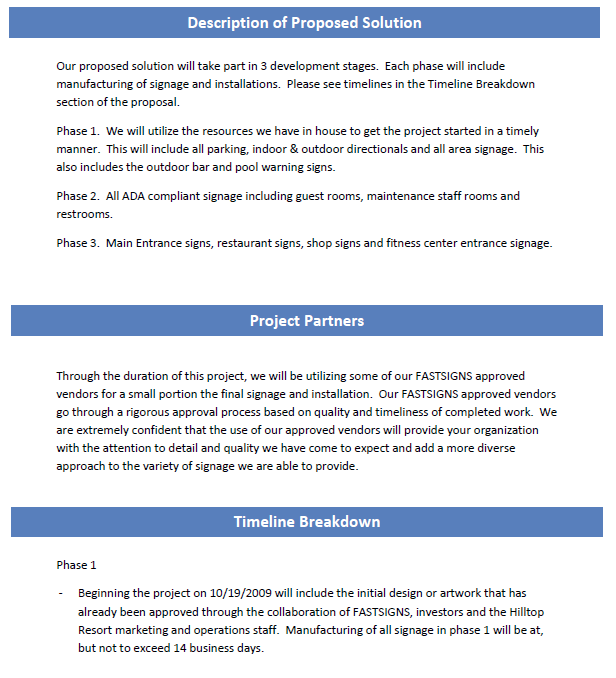 Description of Proposed Solution
Our proposed solution will take part in 3 development stages.  Each phase will include
manufacturing of signage and installations.  Please see timelines in the Timeline Breakdown
section of the proposal.
Phase 1.  We will utilize the resources we have in house to get the project started in a timely
manner.  This will include all parking, indoor & outdoor directionals and all area signage.  This
also includes the outdoor bar and pool warning signs.
Phase 2.  All ADA compliant signage including guest rooms, maintenance staff rooms and
restrooms.
Phase 3.  Main Entrance signs, restaurant signs, shop signs and fitness center entrance signage.
Project Partners
Through the duration of this project, we will be utilizing some of our FASTSIGNS approved
vendors for a small portion the final signage and installation.  Our FASTSIGNS approved vendors
go through a rigorous approval process based on quality and timeliness of completed work.  We
are extremely confident that the use of our approved vendors will provide your organization
with the attention to detail and quality we have come to expect and add a more diverse
approach to the variety of signage we are able to provide.
Timeline Breakdown
Phase 1
- Beginning the project on 10/19/2009 will include the initial design or artwork that has
already been approved through the collaboration of FASTSIGNS, investors and the Hilltop
Resort marketing and operations staff.  Manufacturing of all signage in phase 1 will be at,
but not to exceed 14 business days.